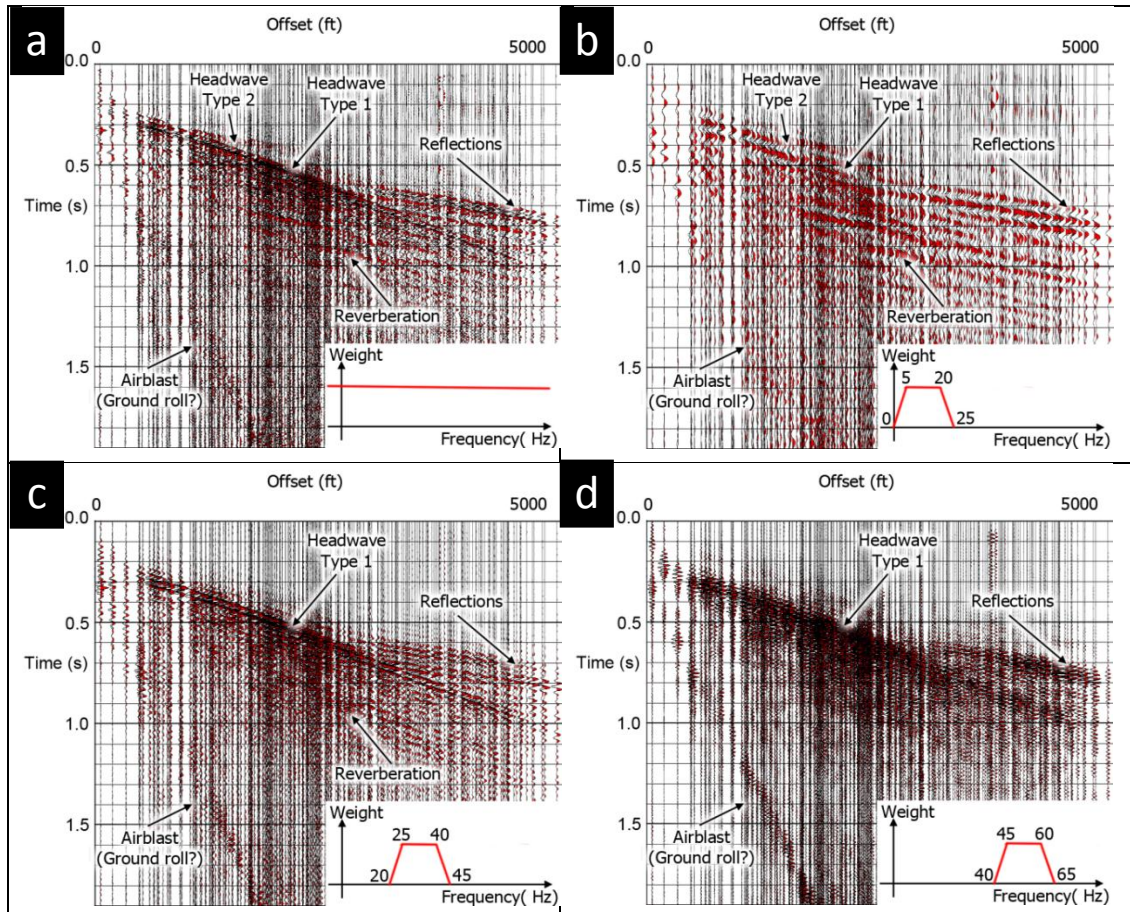 a
Offset (ft)
0
5000
0.0
Headwave
Type 2
Headwave
Type 1
Reflections
0.5
Time (s)
1.0
Reverberation
1.5
Airblast
(Ground roll?)
Weight
Frequency( Hz)
b
Offset (ft)
0
5000
0.0
Headwave
Type 2
Headwave
Type 1
Reflections
0.5
Time (s)
1.0
Reverberation
1.5
Airblast
(Ground roll?)
Weight
5 20
0 25
Frequency( Hz)
c
Offset (ft)
0
5000
0.0
Headwave
Type 1
Reflections
0.5
Time (s)
1.0
Reverberation
1.5
Airblast
(Ground roll?)
Weight
25 40
20 45
Frequency( Hz)
d
Offset (ft)
0
5000
0.0
Headwave
Type 1
Reflections
0.5
Time (s)
1.0
1.5
Airblast
(Ground roll?)
Weight
45 60
40 65
Frequency( Hz)